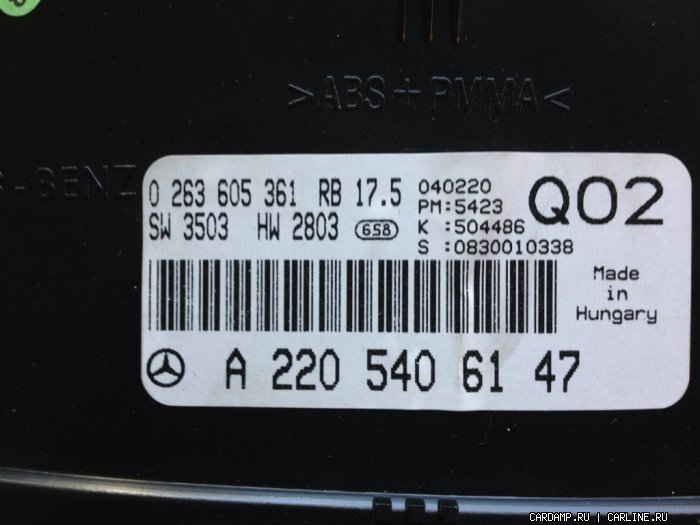 >ABS+PMMA<
- BENZ
0 263 605 361 RB 17.5
SW 3503 HW 2803 658
040220
PM:5423
K :504486
S :0830010338
Q02
Made
in
Hungary
A 220 540 61 47
CARDAMP.RU | CARLINE.RU